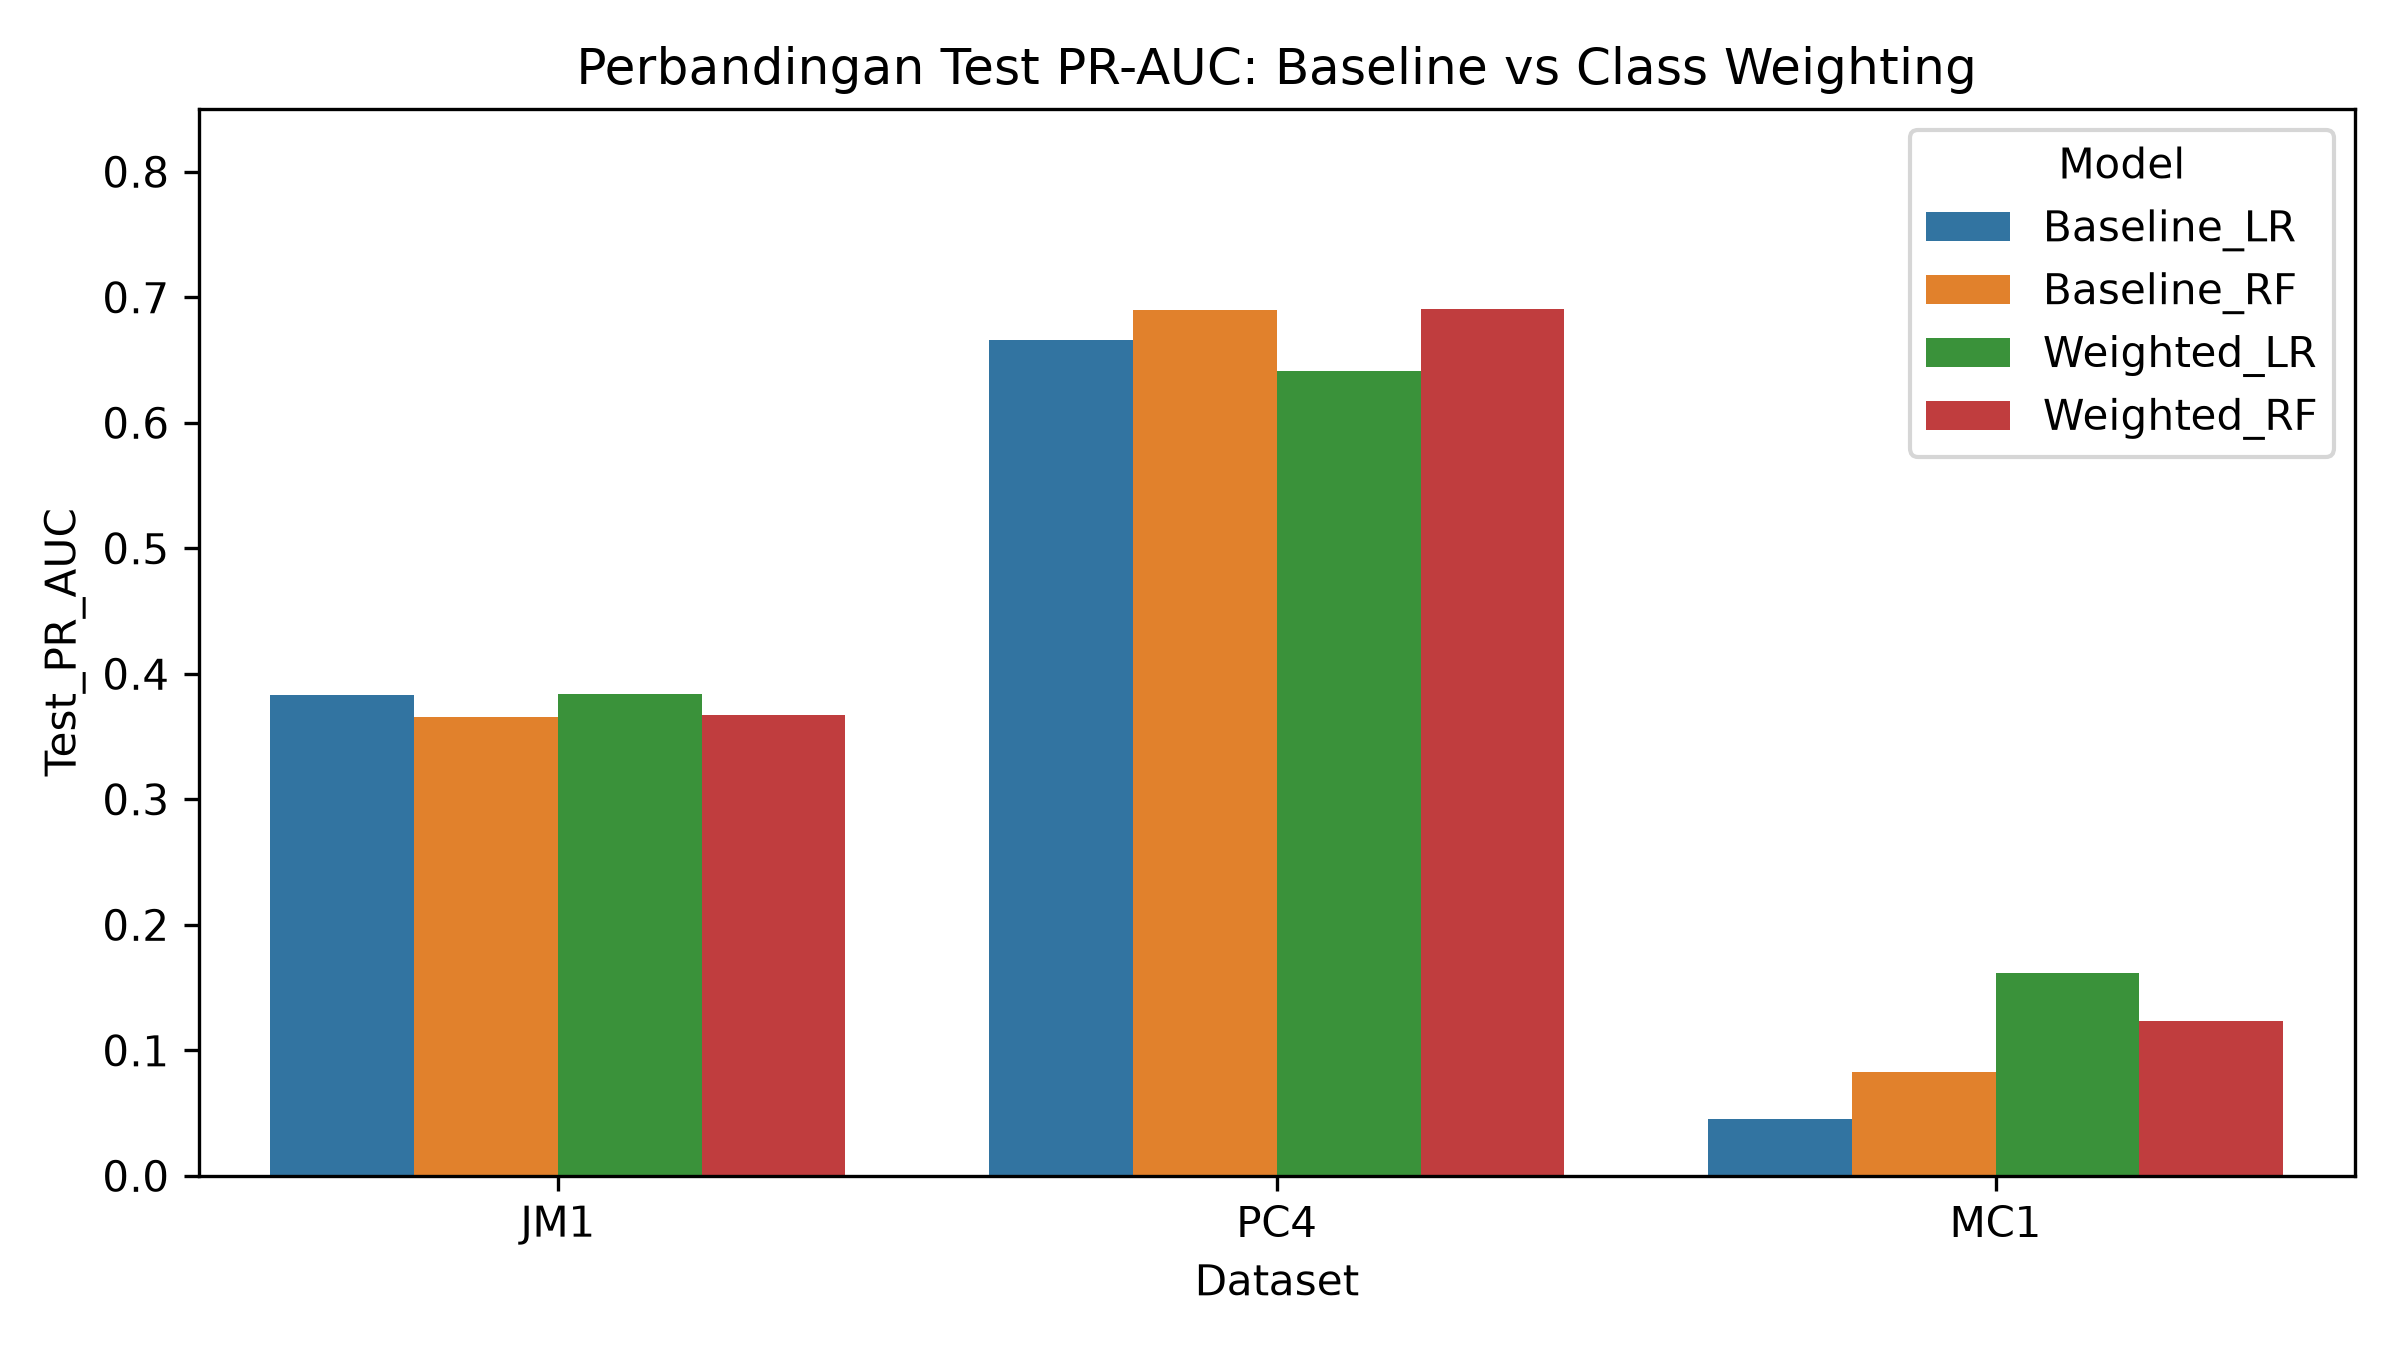 Perbandingan Test PR-AUC: Baseline vs Class Weighting
Test_PR_AUC
0.8
0.7
0.6
0.5
0.4
0.3
0.2
0.1
0.0
Model
Baseline_LR
Baseline_RF
Weighted_LR
Weighted_RF
JM1
PC4
MC1
Dataset